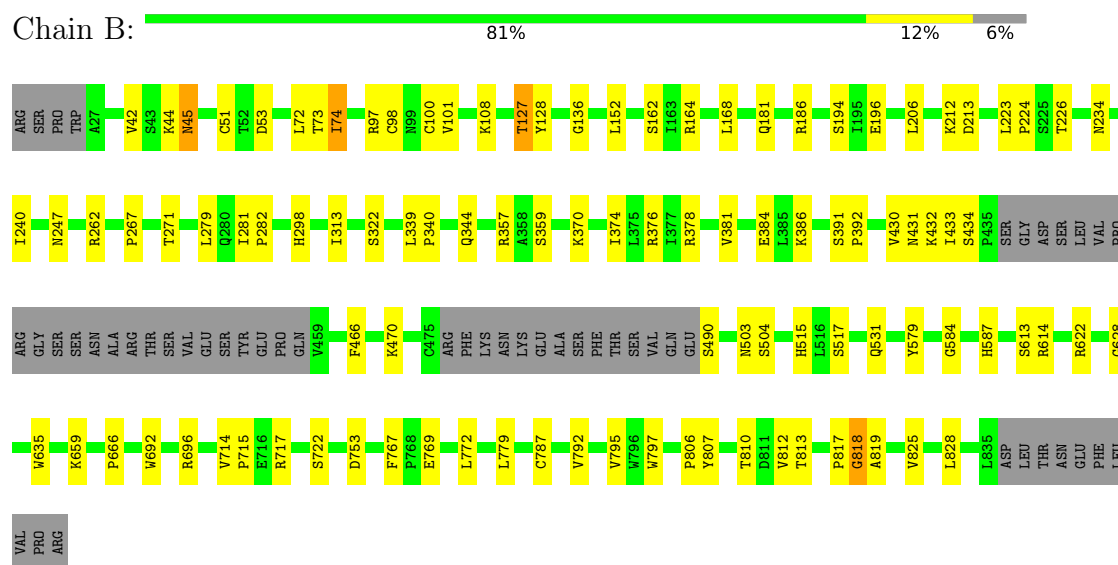 Chain B:
81% 12% 6%
ARG SER PRO TRP A27 V42 S43 K44 N45 C51 T52 D53 L72 T73 I74 R97 C98 N99 C100 V101 K108 T127 Y128 G136 L152 S162 I163 R164 L168 Q181 R186 S194 I195 E196 L206 K212 D213 L223 P224 S225 T226 N234
I240 N247 R262 P267 T271 L279 Q280 I281 P282 H298 I313 S322 L339 P340 Q344 R357 A358 S359 K370 I374 L375 R376 I377 R378 V381 E384 L385 K386 S391 P392 V430 N431 K432 I433 S434 P435 SER GLY ASP SER LEU VAL PRO
ARG GLY SER SER ASN ALA ARG THR SER VAL GLU SER TYR GLU PRO GLN V459 F466 K470 C475 ARG PHE LYS ASN LYS GLU ALA SER PHE THR SER VAL GLN GLU S490 N503 S504 H515 L516 S517 Q531 Y579 G584 H587 S613 R614 R622 G628
W635 K659 P666 W692 R696 V714 P715 E716 R717 S722 D753 F767 P768 E769 L772 L779 C787 V792 V795 W796 W797 P806 Y807 T810 D811 V812 T813 P817 G818 A819 V825 L828 L835 ASP LEU THR ASN GLU PHE LEU
VAL PRO ARG